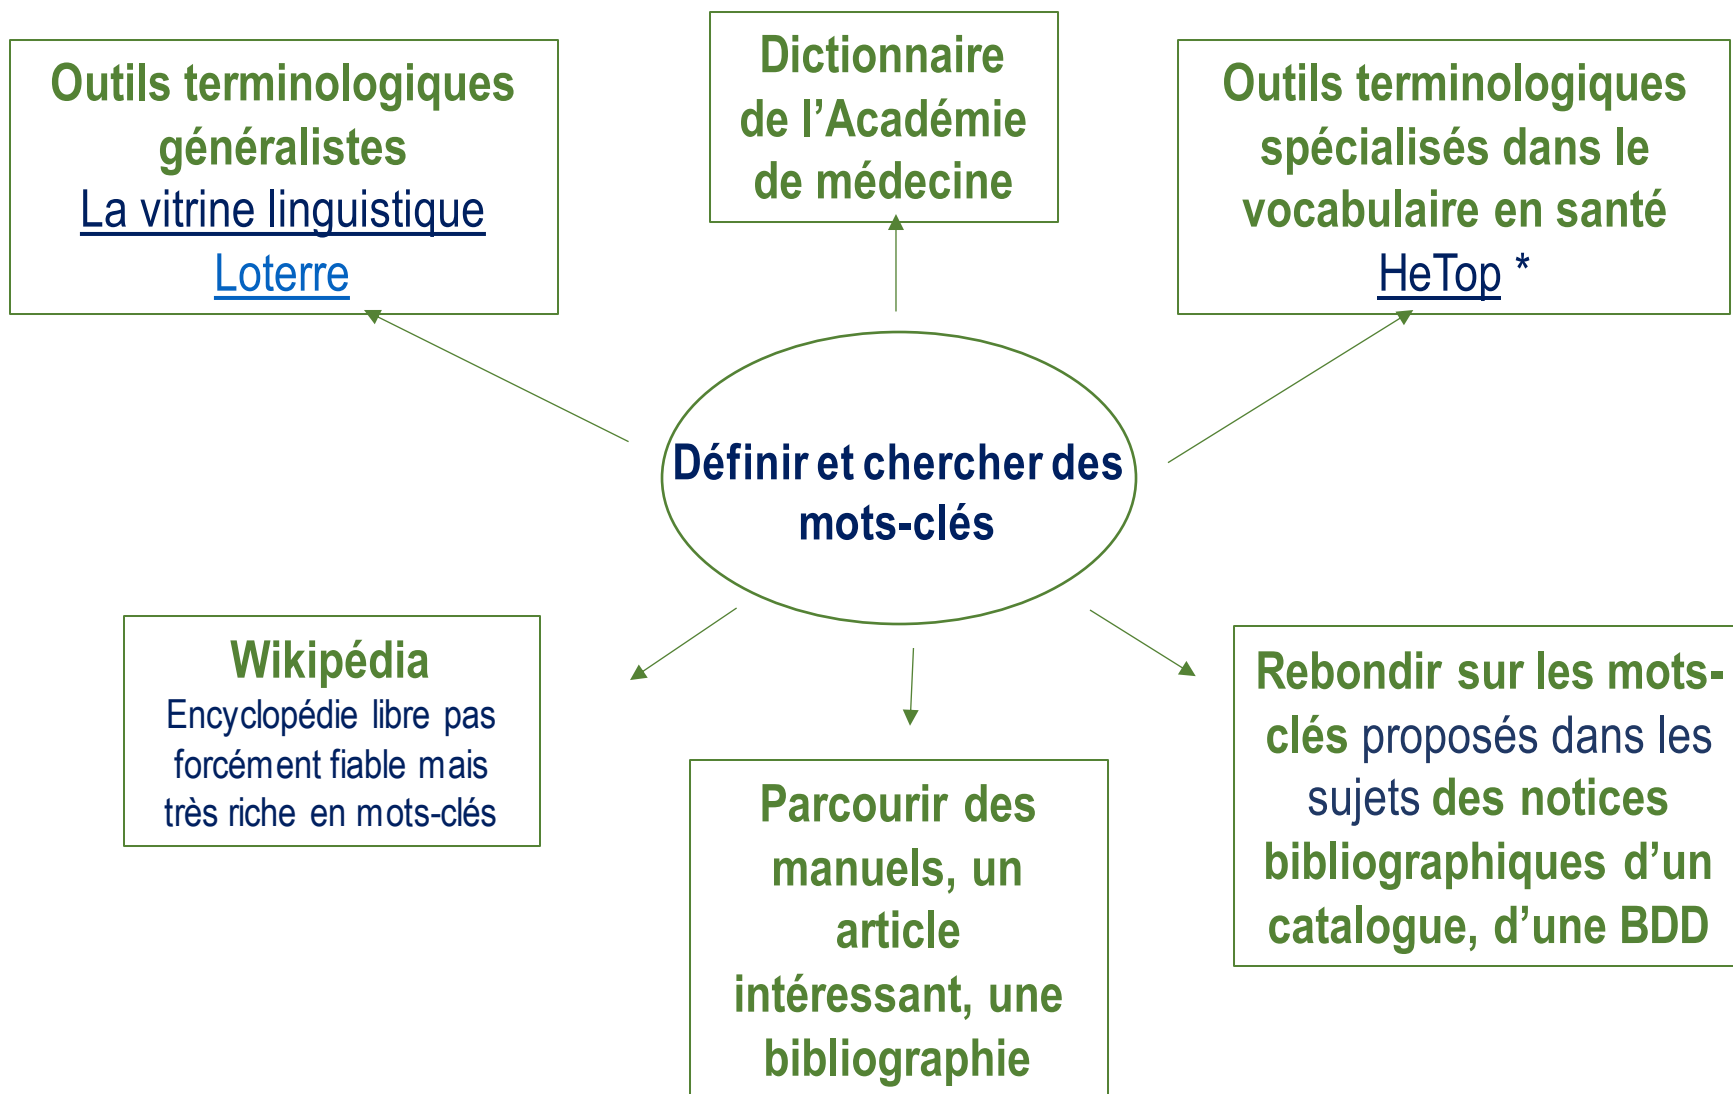 Outils terminologiques
généralistes
La vitrine linguistique
Loterre
Dictionnaire
de l’Académie
de médecine
Outils terminologiques
spécialisés dans le
vocabulaire en santé
HeTop *
Définir et chercher des
mots-clés
Wikipédia
Encyclopédie libre pas
forcément fiable mais
très riche en mots-clés
Parcourir des
manuels, un
article
intéressant, une
bibliographie
Rebondir sur les mots-
clés proposés dans les
sujets des notices
bibliographiques d’un
catalogue, d’une BDD